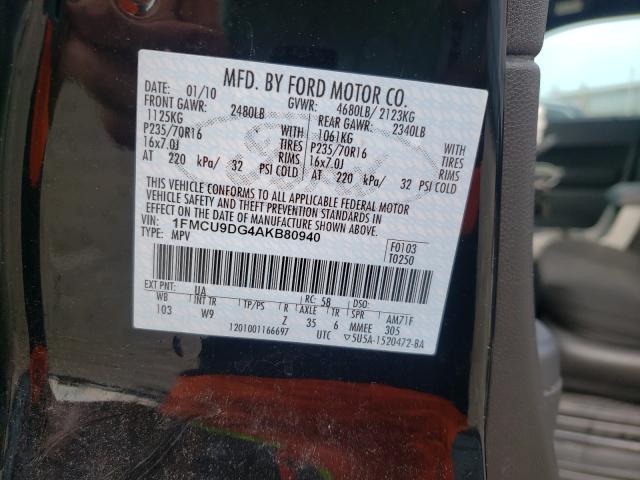 MFD. BY FORD MOTOR CO.
DATE: 01/10 GVWR: 4680LB/ 2123KG
FRONT GAWR: 2480LB REAR GAWR: 2340LB
1125KG WITH 1061KG WITH
P235/70R16 TIRES P235/70R16 TIRES
16x7.0J RIMS 16x7.0J RIMS
AT 220 kPa/ 32 PSI COLD AT 220 kPa/ 32 PSI COLD
THIS VEHICLE CONFORMS TO ALL APPLICABLE FEDERAL MOTOR
VEHICLE SAFETY AND THEFT PREVENTION STANDARDS IN
EFFECT ON THE DATE OF MANUFACTURE SHOWN ABOVE.
VIN: 1FMCU9DG4AKB80940 F0103
TYPE: MPV T0250
EXT PNT: UA RC: 58 DSO:
WB INT TR TP/PS R AXLE TR SPR AM71F
103 W9 Z 35 6 MMEE 305
1201001166697 UTC 5U5A-1520472-BA